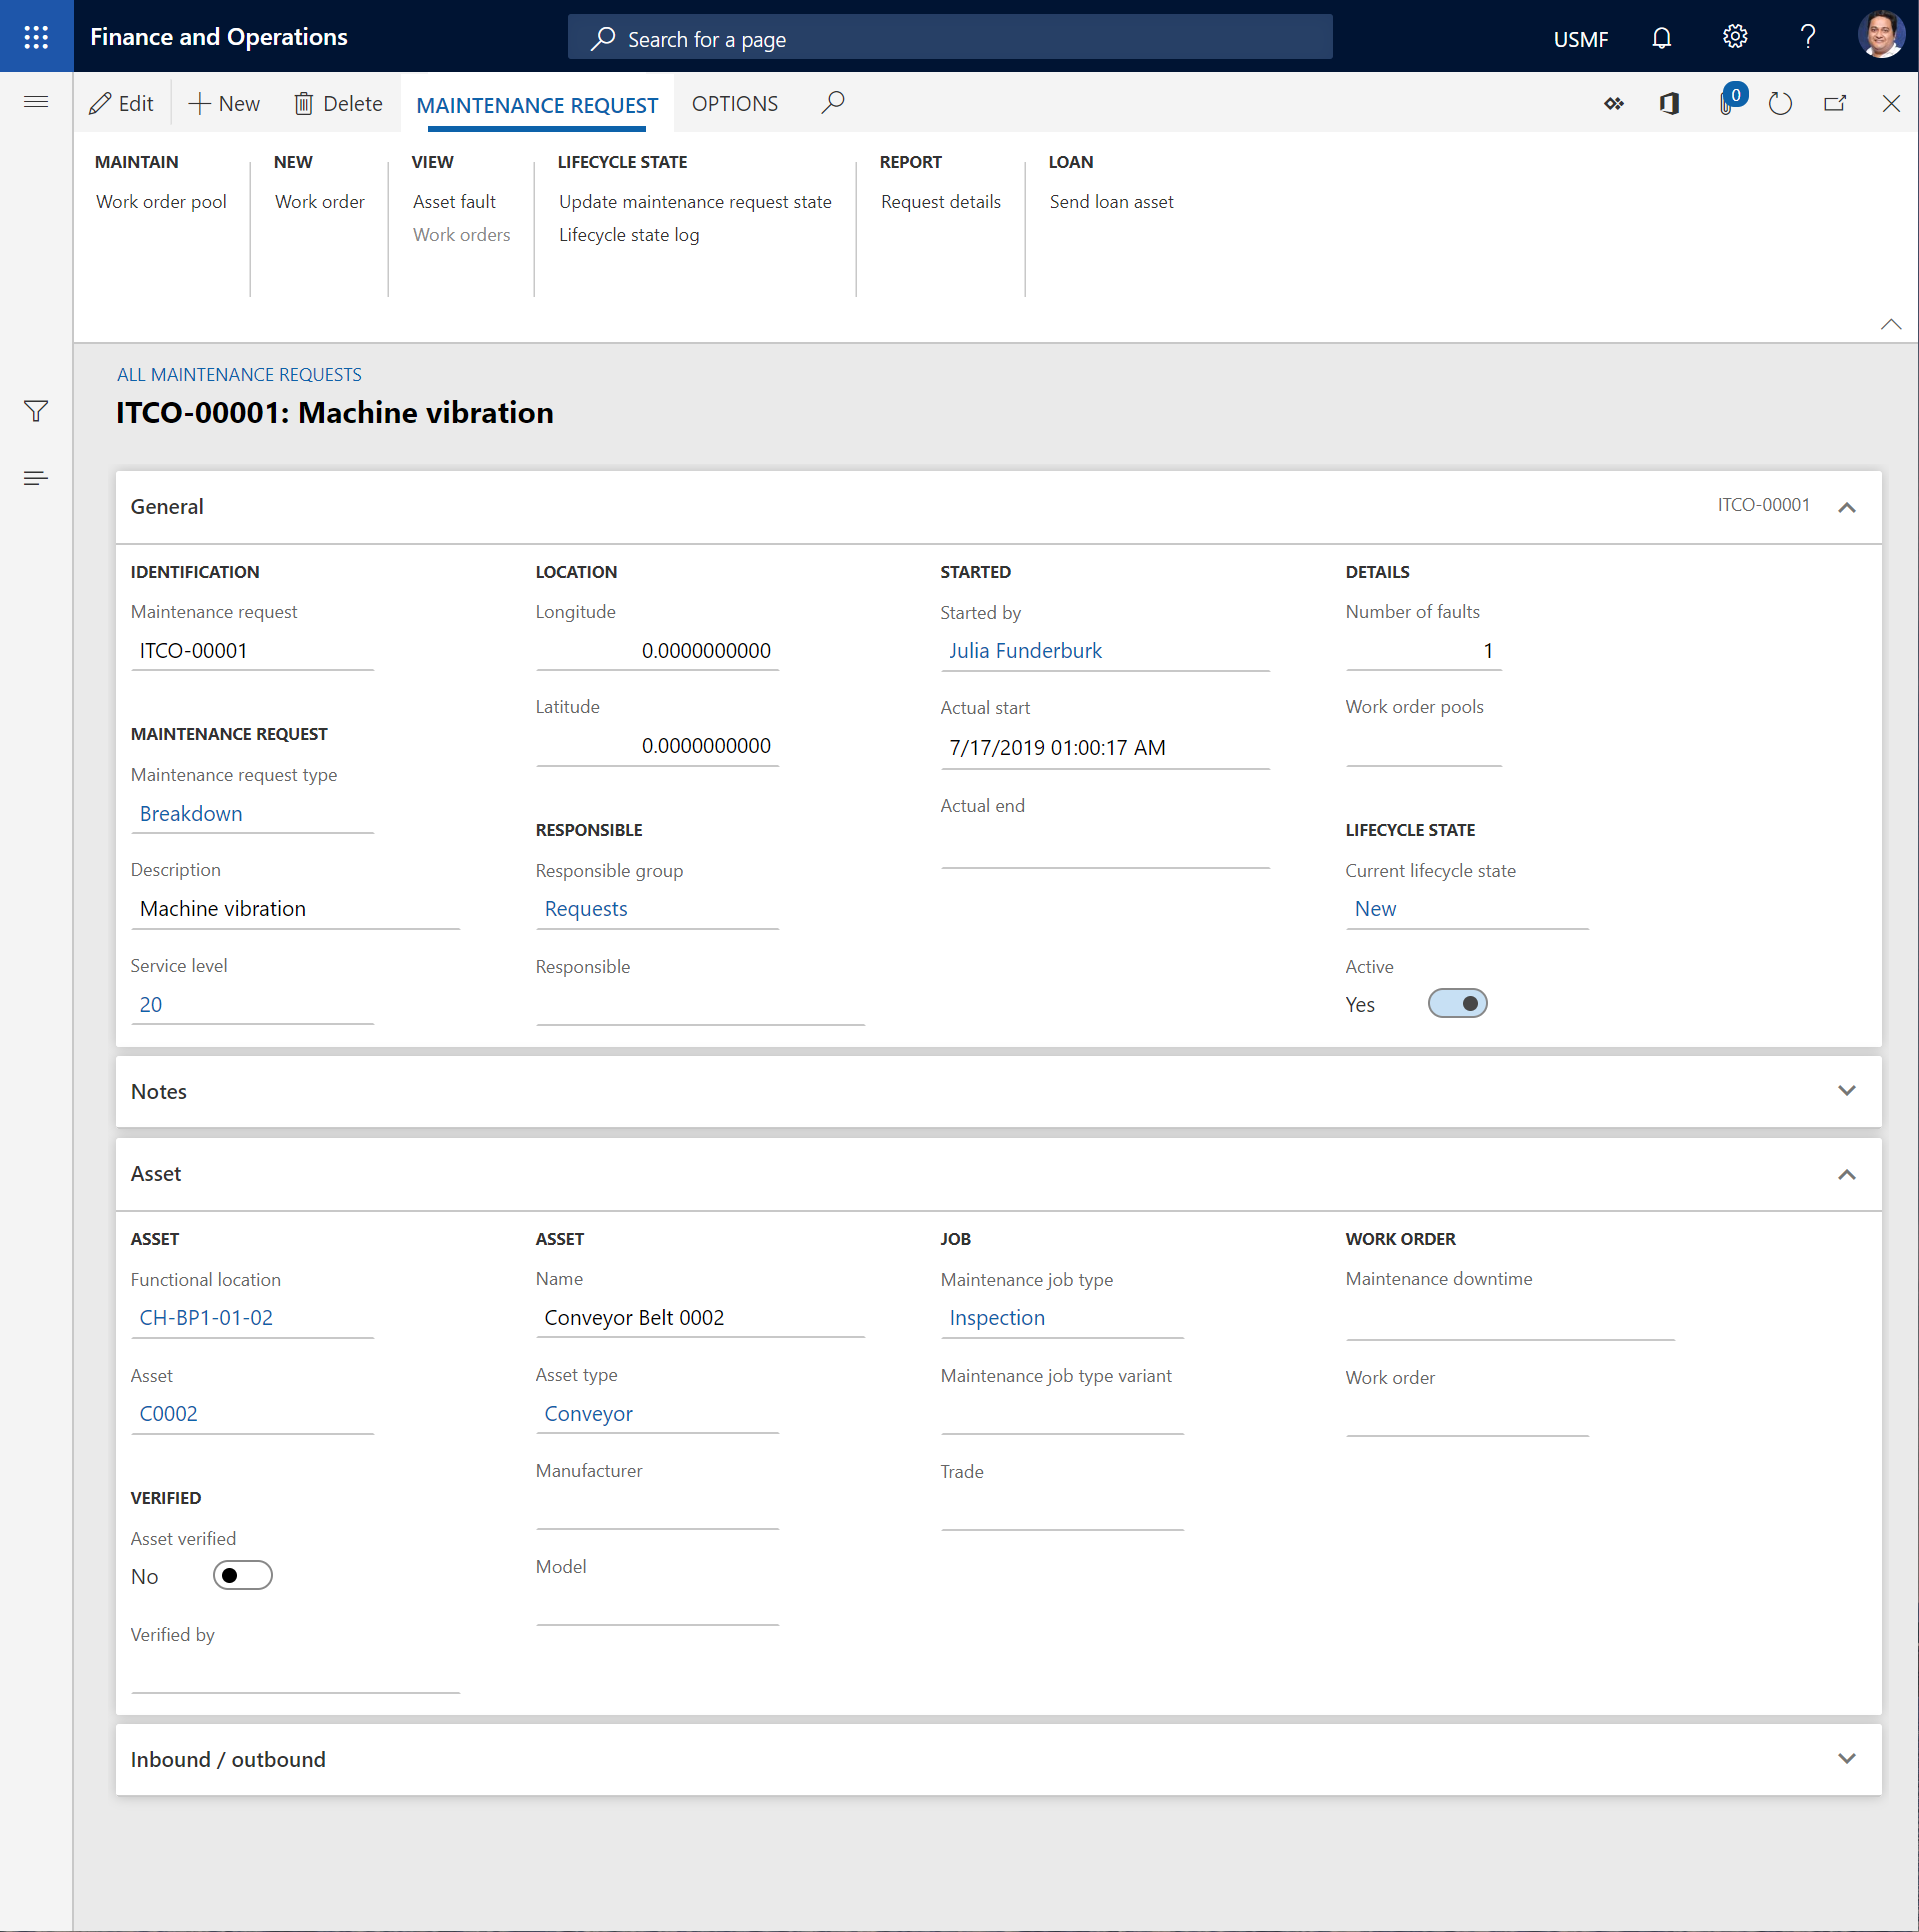 Finance and Operations
Search for a page
USMF
Edit
New
Delete
MAINTENANCE REQUEST
OPTIONS
0
MAINTAIN
Work order pool
NEW
Work order
VIEW
Asset fault
Work orders
LIFECYCLE STATE
Update maintenance request state
Lifecycle state log
REPORT
Request details
LOAN
Send loan asset
ALL MAINTENANCE REQUESTS
ITCO-00001: Machine vibration
General
ITCO-00001
IDENTIFICATION
Maintenance request
ITCO-00001
MAINTENANCE REQUEST
Maintenance request type
Breakdown
Description
Machine vibration
Service level
20
LOCATION
Longitude
0.0000000000
Latitude
0.0000000000
RESPONSIBLE
Responsible group
Requests
Responsible
STARTED
Started by
Julia Funderburk
Actual start
7/17/2019 01:00:17 AM
Actual end
DETAILS
Number of faults
1
Work order pools
LIFECYCLE STATE
Current lifecycle state
New
Active
Yes
Notes
Asset
ASSET
Functional location
CH-BP1-01-02
Asset
C0002
VERIFIED
Asset verified
No
Verified by
ASSET
Name
Conveyor Belt 0002
Asset type
Conveyor
Manufacturer
Model
JOB
Maintenance job type
Inspection
Maintenance job type variant
Trade
WORK ORDER
Maintenance downtime
Work order
Inbound / outbound